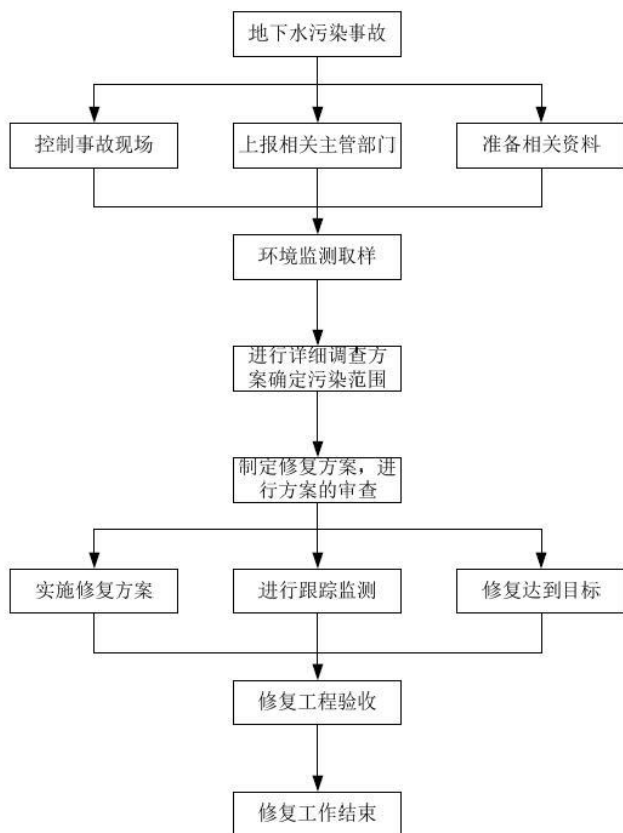 地下水污染事故
控制事故现场
上报相关主管部门
准备相关资料
环境监测取样
进行详细调查方
案确定污染范围
制定修复方案，进
行方案的审查
实施修复方案
进行跟踪监测
修复达到目标
修复工程验收
修复工作结束